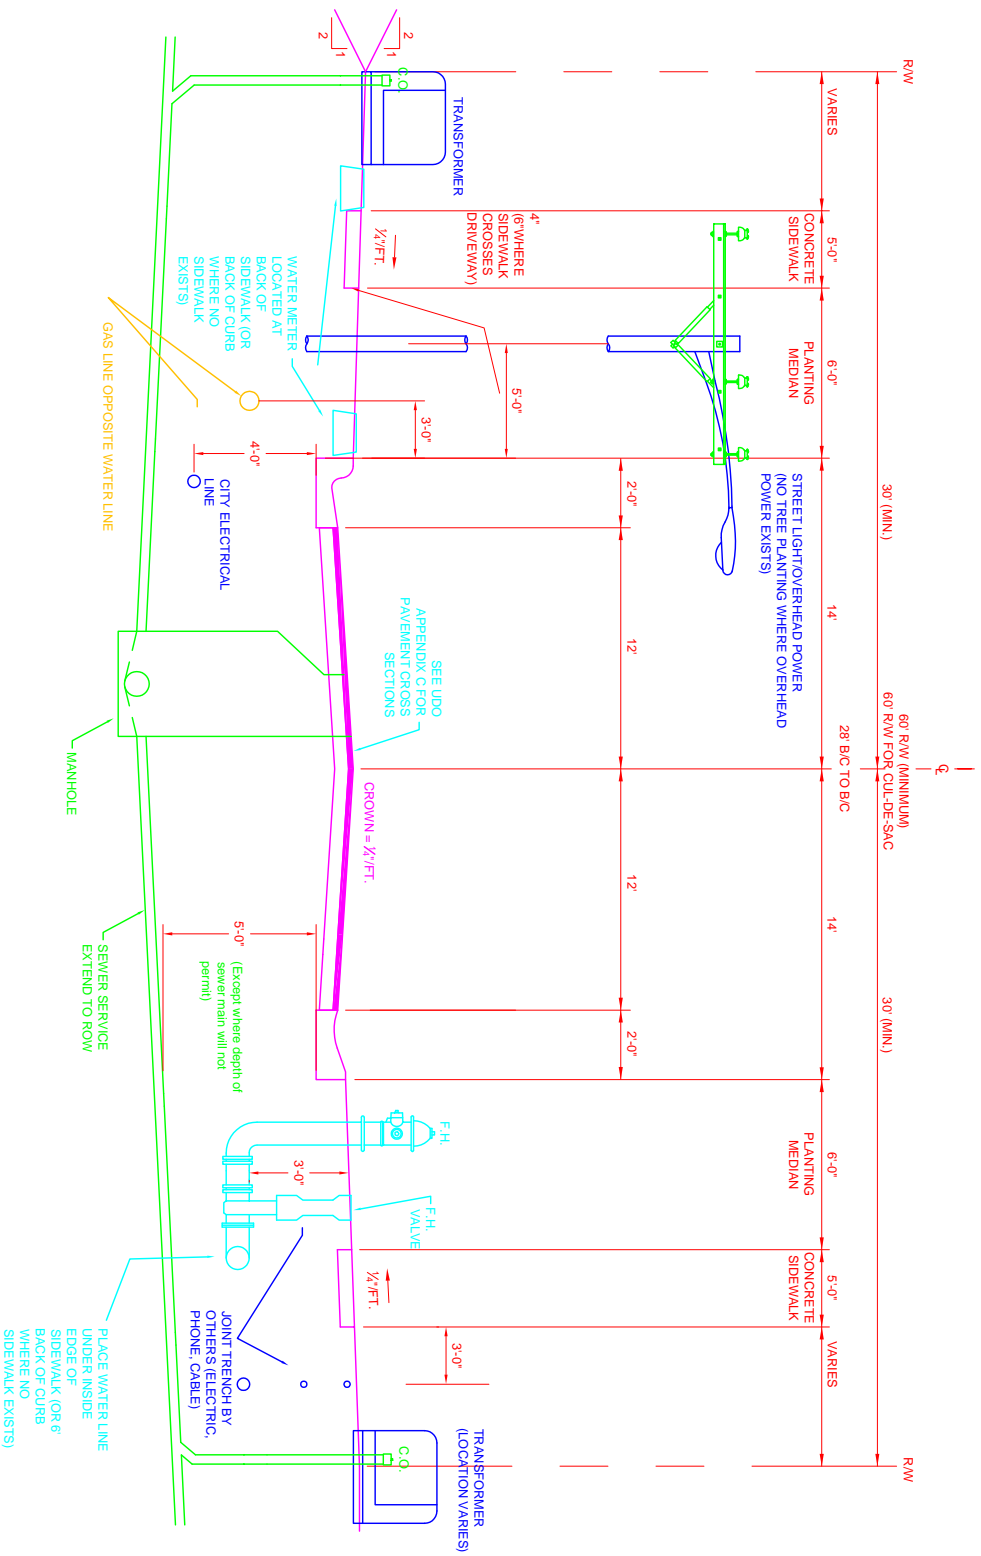 R/W
R/W
C L
60' R/W (MINIMUM)
60' R/W FOR CUL-DE-SAC
30' (MIN.)
30' (MIN.)
28' B/C TO B/C
VARIES
5'-0"
CONCRETE
SIDEWALK
6'-0"
PLANTING
MEDIAN
14'
14'
6'-0"
PLANTING
MEDIAN
5'-0"
CONCRETE
SIDEWALK
VARIES
STREET LIGHT/OVERHEAD POWER
(NO TREE PLANTING WHERE OVERHEAD
POWER EXISTS)
2'-0"
12'
12'
2'-0"
5'-0"
3'-0"
4"
(6"WHERE
SIDEWALK
CROSSES
DRIVEWAY)
TRANSFORMER
C.O.
2
1
2
1
¼"/FT.
WATER METER
LOCATED AT
BACK OF
SIDEWALK (OR
BACK OF CURB
WHERE NO
SIDEWALK
EXISTS)
GAS LINE OPPOSITE WATER LINE
4'-0"
CITY ELECTRICAL
LINE
SEE UDO
APPENDIX C FOR
PAVEMENT CROSS
SECTIONS
CROWN = ¼"/FT.
MANHOLE
SEWER SERVICE
EXTEND TO ROW
5'-0"
(Except where depth of
sewer main will not
permit)
F.H.
F.H.
VALVE
3'-0"
¼"/FT.
3'-0"
JOINT TRENCH BY
OTHERS (ELECTRIC,
PHONE, CABLE)
PLACE WATER LINE
UNDER INSIDE
EDGE OF
SIDEWALK (OR 6'
BACK OF CURB
WHERE NO
SIDEWALK EXISTS)
TRANSFORMER
(LOCATION VARIES)
C.O.